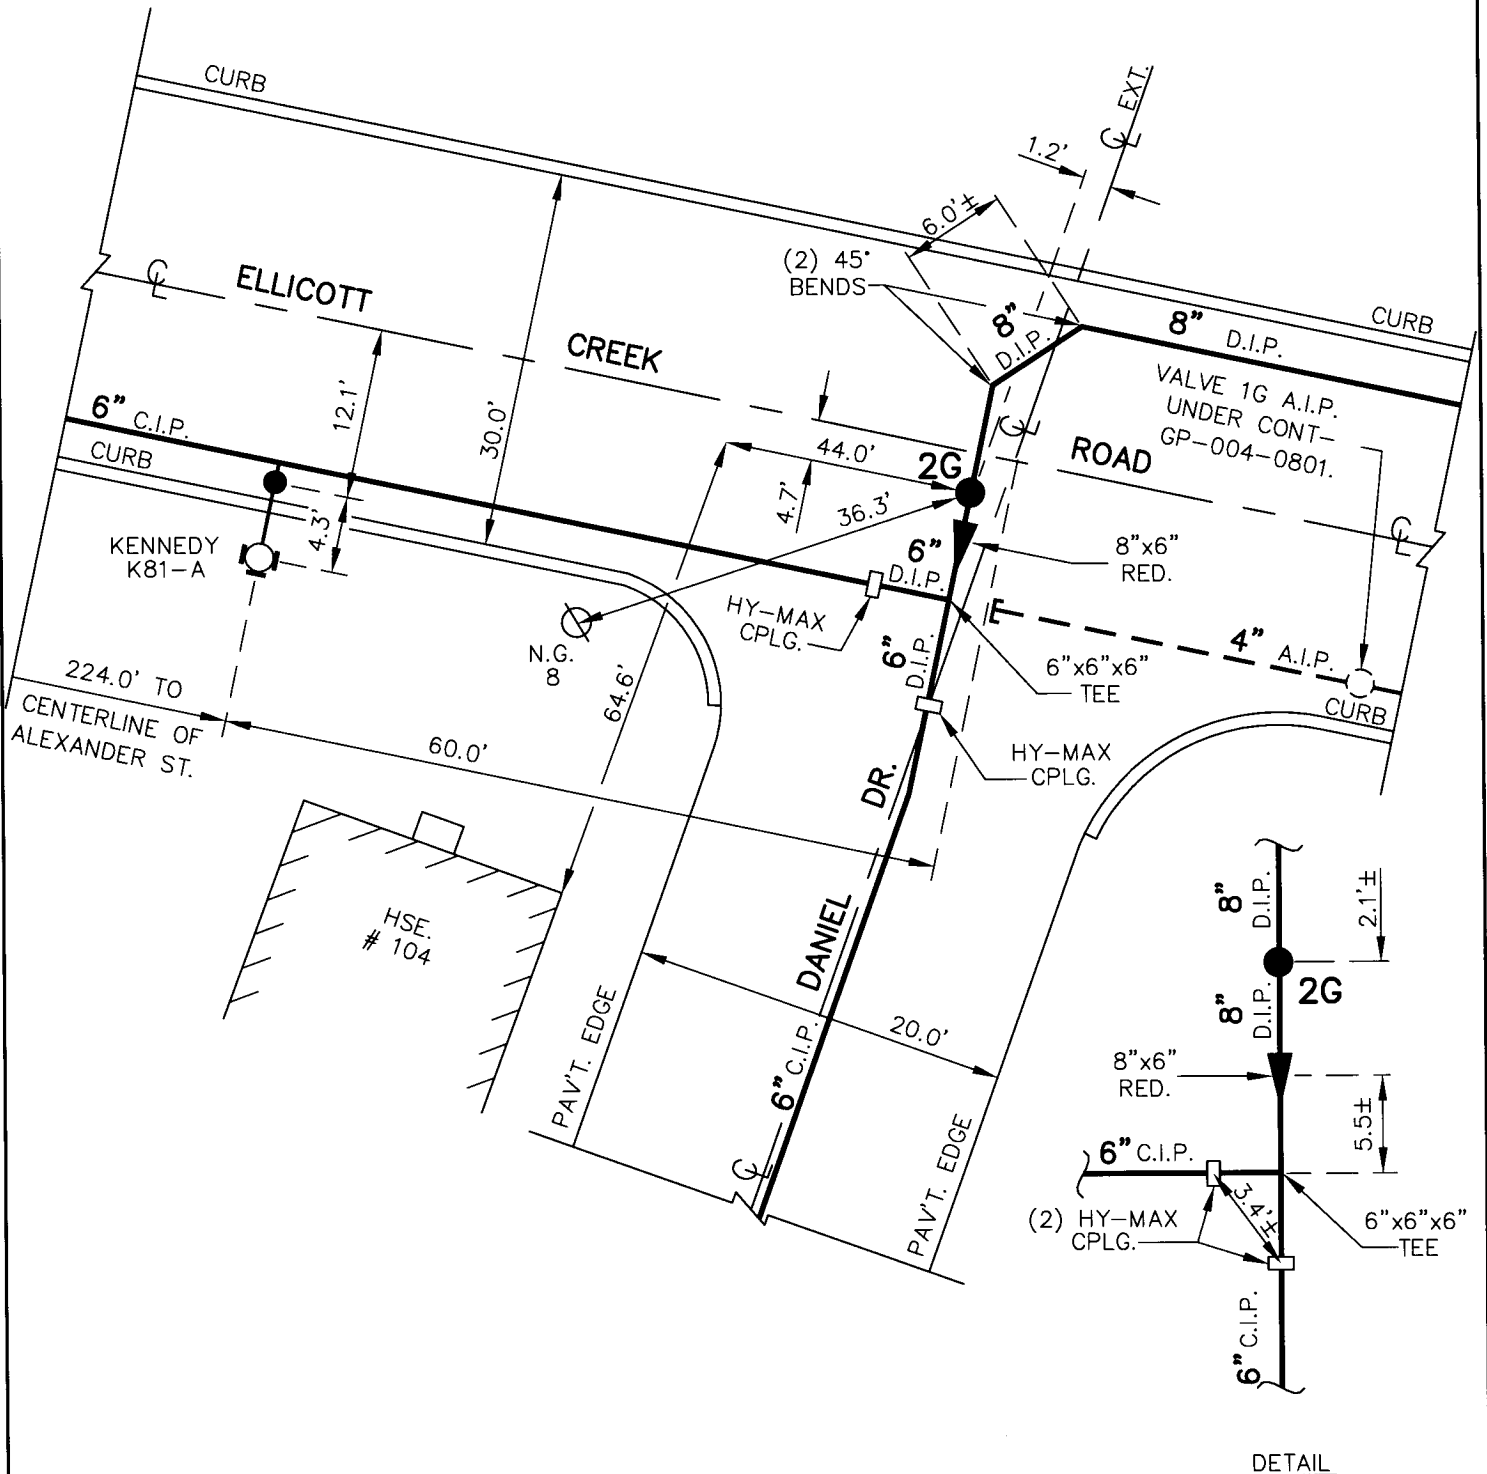 CURB
℄ EXT.
1.2'
6.0'±
(2) 45°
BENDS
℄
ELLICOTT
CREEK
ROAD
8"
D.I.P.
8"
D.I.P.
CURB
VALVE 1G A.I.P.
UNDER CONT-
GP-004-0801.
12.1'
30.0'
6" C.I.P.
CURB
44.0'
2G
℄
4.7'
36.3'
℄
4.3'
KENNEDY
K81-A
6"
D.I.P.
8"x6"
RED.
HY-MAX
CPLG.
N.G.
8
6"
D.I.P.
6"x6"x6"
TEE
4" A.I.P.
CURB
224.0' TO
CENTERLINE OF
ALEXANDER ST.
64.6'
60.0'
HY-MAX
CPLG.
DANIEL DR.
HSE.
# 104
PAV'T. EDGE
20.0'
6" C.I.P.
℄
PAV'T. EDGE
8"
D.I.P.
2.1'±
2G
8"
D.I.P.
8"x6"
RED.
5.5±
6" C.I.P.
3.4'±
(2) HY-MAX
CPLG.
6"x6"x6"
TEE
6" C.I.P.
DETAIL